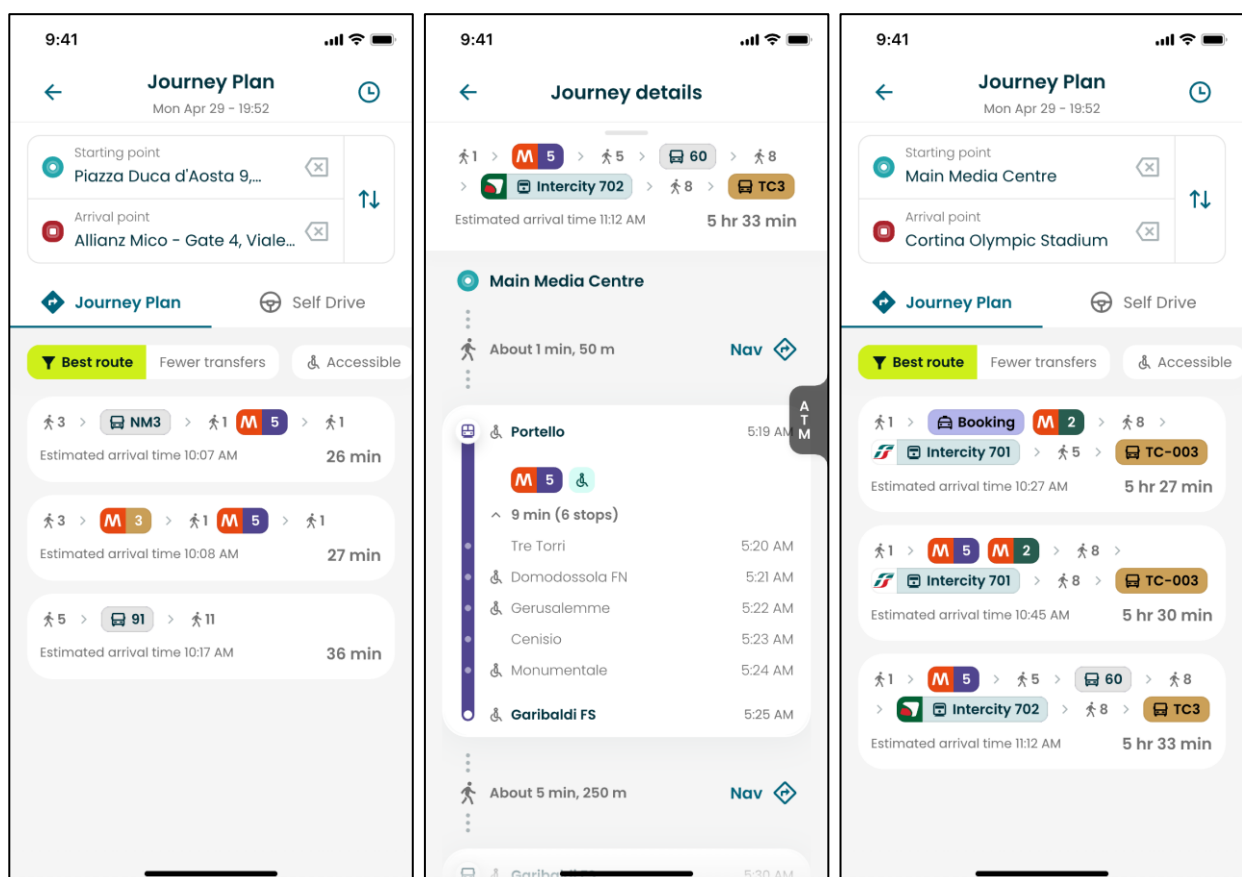 9:41
Journey Plan
Mon Apr 29 - 19:52
Starting point
Piazza Duca d'Aosta 9,...
Arrival point
Allianz Mico - Gate 4, Viale...
Journey Plan Self Drive
Best route Fewer transfers Accessible
3 > NM3 > 1 M 5 > 1
Estimated arrival time 10:07 AM 26 min
3 > M 3 > 1 M 5 > 1
Estimated arrival time 10:08 AM 27 min
5 > 91 > 11
Estimated arrival time 10:17 AM 36 min
9:41
Journey details
1 > M 5 > 5 > 60 > 8
> Intercity 702 > 8 > TC3
Estimated arrival time 11:12 AM 5 hr 33 min
Main Media Centre
About 1 min, 50 m Nav
ATM
Portello 5:19 AM
M 5
9 min (6 stops)
Tre Torri 5:20 AM
Domodossola FN 5:21 AM
Gerusalemme 5:22 AM
Cenisio 5:23 AM
Monumentale 5:24 AM
Garibaldi FS 5:25 AM
About 5 min, 250 m Nav
5:30 AM
9:41
Journey Plan
Mon Apr 29 - 19:52
Starting point
Main Media Centre
Arrival point
Cortina Olympic Stadium
Journey Plan Self Drive
Best route Fewer transfers Accessible
1 > Booking M 2 > 8 >
Intercity 701 > 5 > TC-003
Estimated arrival time 10:27 AM 5 hr 27 min
1 > M 5 M 2 > 8 >
Intercity 701 > 8 > TC-003
Estimated arrival time 10:45 AM 5 hr 30 min
1 > M 5 > 5 > 60 > 8
> Intercity 702 > 8 > TC3
Estimated arrival time 11:12 AM 5 hr 33 min